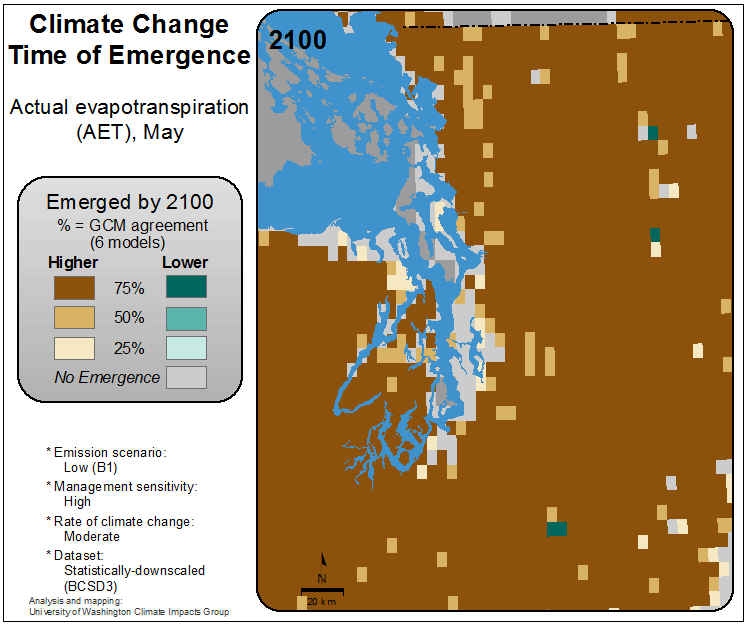 Climate Change
Time of Emergence
Actual evapotranspiration
(AET), May
Emerged by 2100
% = GCM agreement
(6 models)
Higher Lower
75%
50%
25%
No Emergence
* Emission scenario:
Low (B1)
* Management sensitivity:
High
* Rate of climate change:
Moderate
* Dataset:
Statistically-downscaled
(BCSD3)
Analysis and mapping:
University of Washington Climate Impacts Group
2100
N
20 km